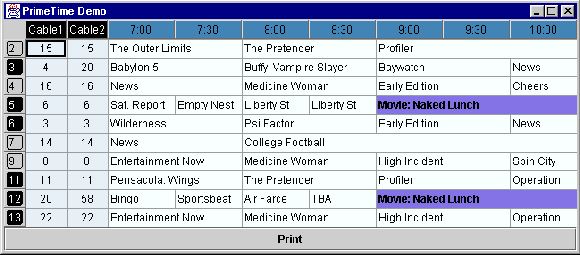 PrimeTime Demo
Cable1 Cable2 7:00 7:30 8:00 8:30 9:00 9:30 10:00
2 15 15 The Outer Limits The Pretender Profiler
3 4 20 Babylon 5 Buffy Vampire Slayer Baywatch News
4 16 16 News Medicine Woman Early Edition Cheers
5 6 6 Sat. Report Empty Nest Liberty St Liberty St Movie: Naked Lunch
6 3 3 Wilderness Psi Factor Early Edition News
7 14 14 News College Football
9 0 0 Entertainment Now Medicine Woman High Incident Spin City
11 11 11 Pensacola: Wings The Pretender Profiler Operation
12 20 58 Bingo Sportsbeat Air Farce TBA Movie: Naked Lunch
13 22 22 Entertainment Now Medicine Woman High Incident Operation
Print